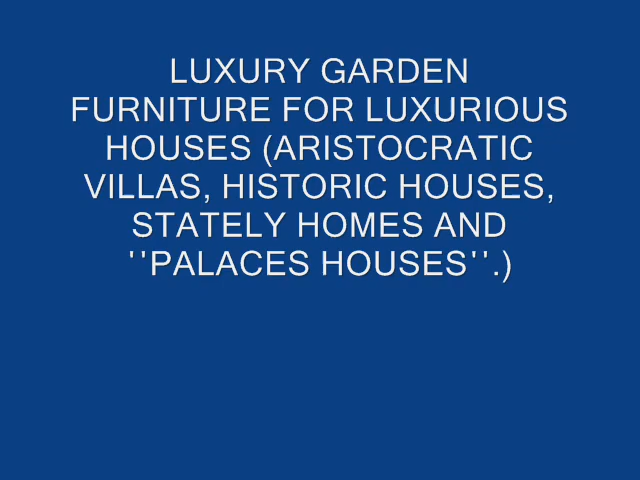 LUXURY GARDEN
FURNITURE FOR LUXURIOUS
HOUSES (ARISTOCRATIC
VILLAS, HISTORIC HOUSES,
STATELY HOMES AND
''PALACES HOUSES''.)